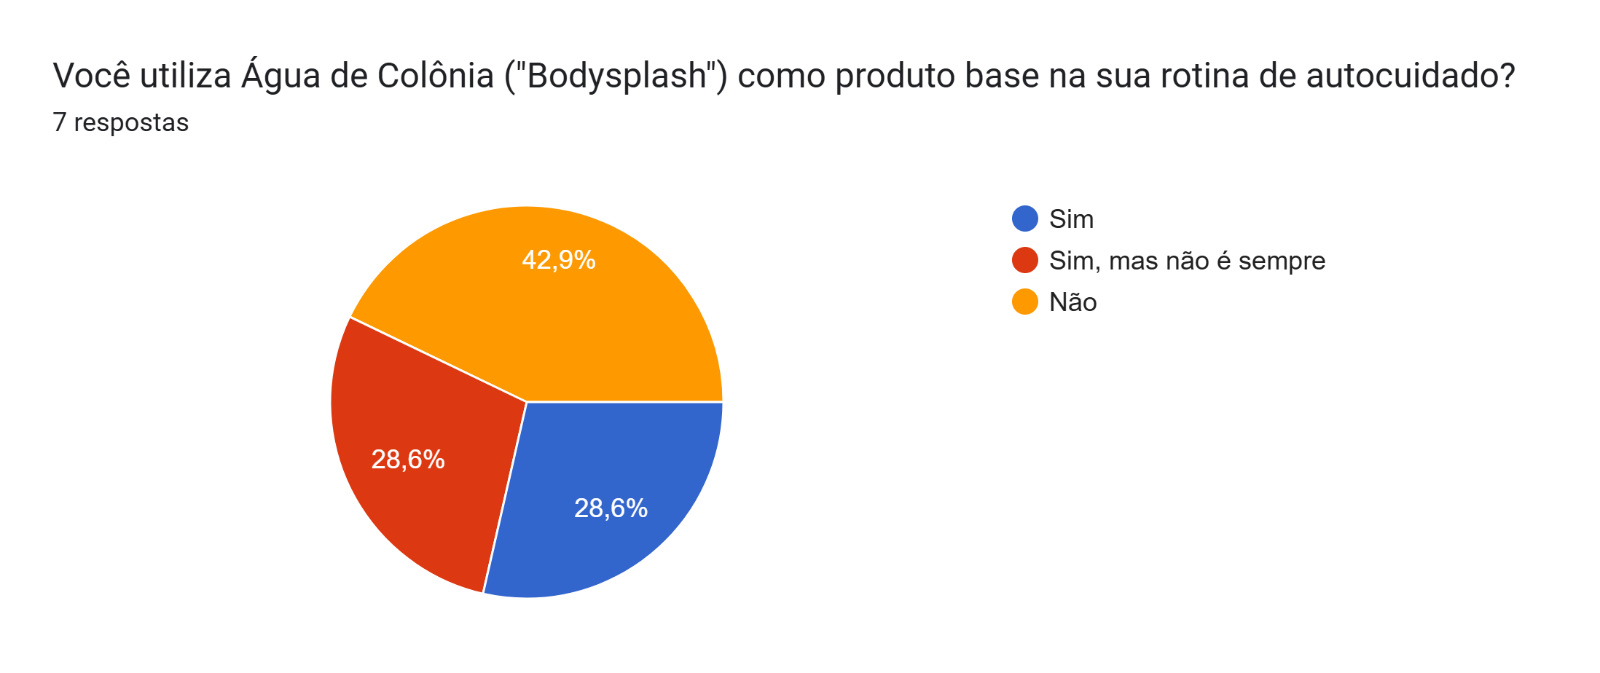 Você utiliza Água de Colônia ("Bodysplash") como produto base na sua rotina de autocuidado?
7 respostas
Sim
Sim, mas não é sempre
Não
42,9%
28,6%
28,6%